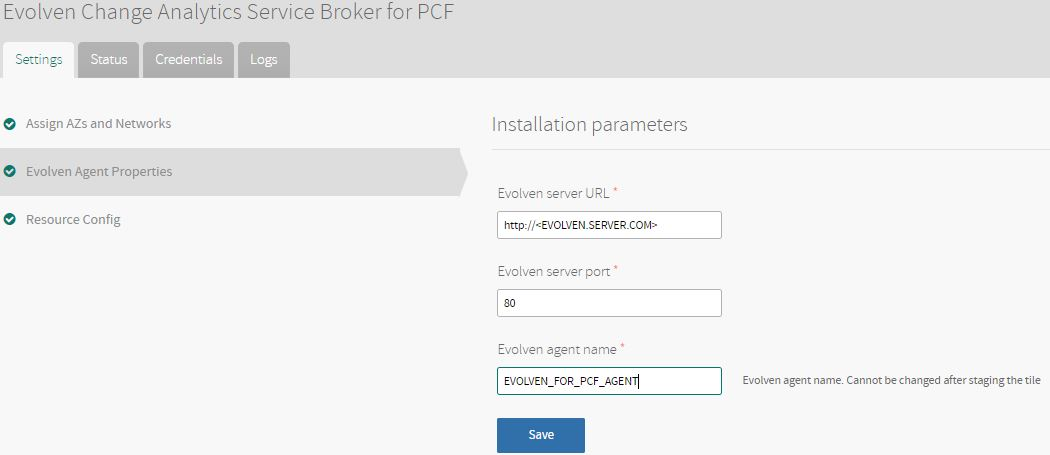 Evolven Change Analytics Service Broker for PCF
Settings
Status
Credentials
Logs
Assign AZs and Networks
Evolven Agent Properties
Resource Config
Installation parameters
Evolven server URL *
http://<EVOLVEN.SERVER.COM>
Evolven server port *
80
Evolven agent name *
EVOLVEN_FOR_PCF_AGENT
Evolven agent name. Cannot be changed after staging the tile
Save